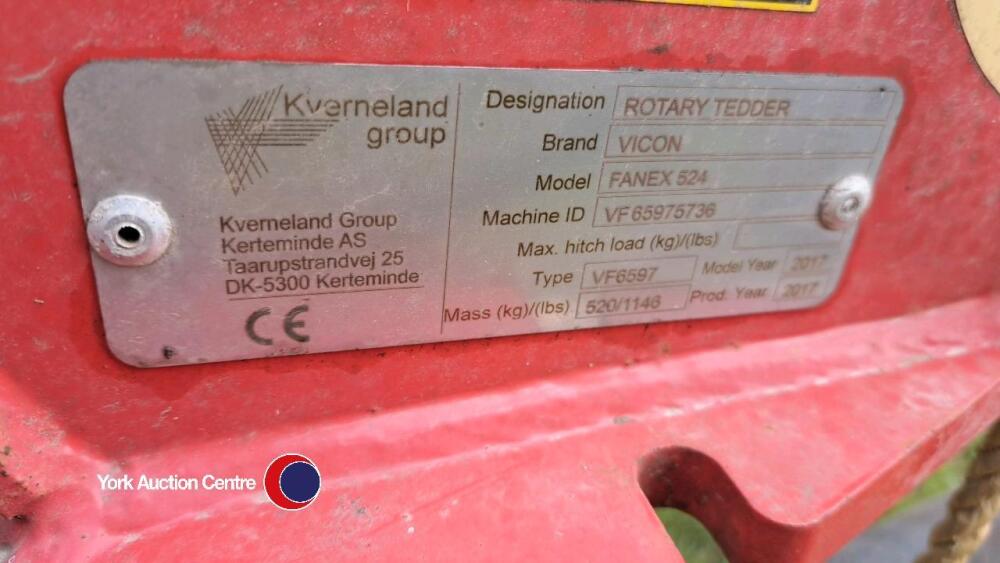 Kverneland
group
Kverneland Group
Kerteminde AS
Taarupstrandvej 25
DK-5300 Kerteminde
CE
Designation ROTARY TEDDER
Brand VICON
Model FANEX 524
Machine ID VF65975736
Max. hitch load (kg)/(lbs)
Type VF6597 Model Year 2017
Mass (kg)/(lbs) 520/1146 Prod. Year 2017
York Auction Centre